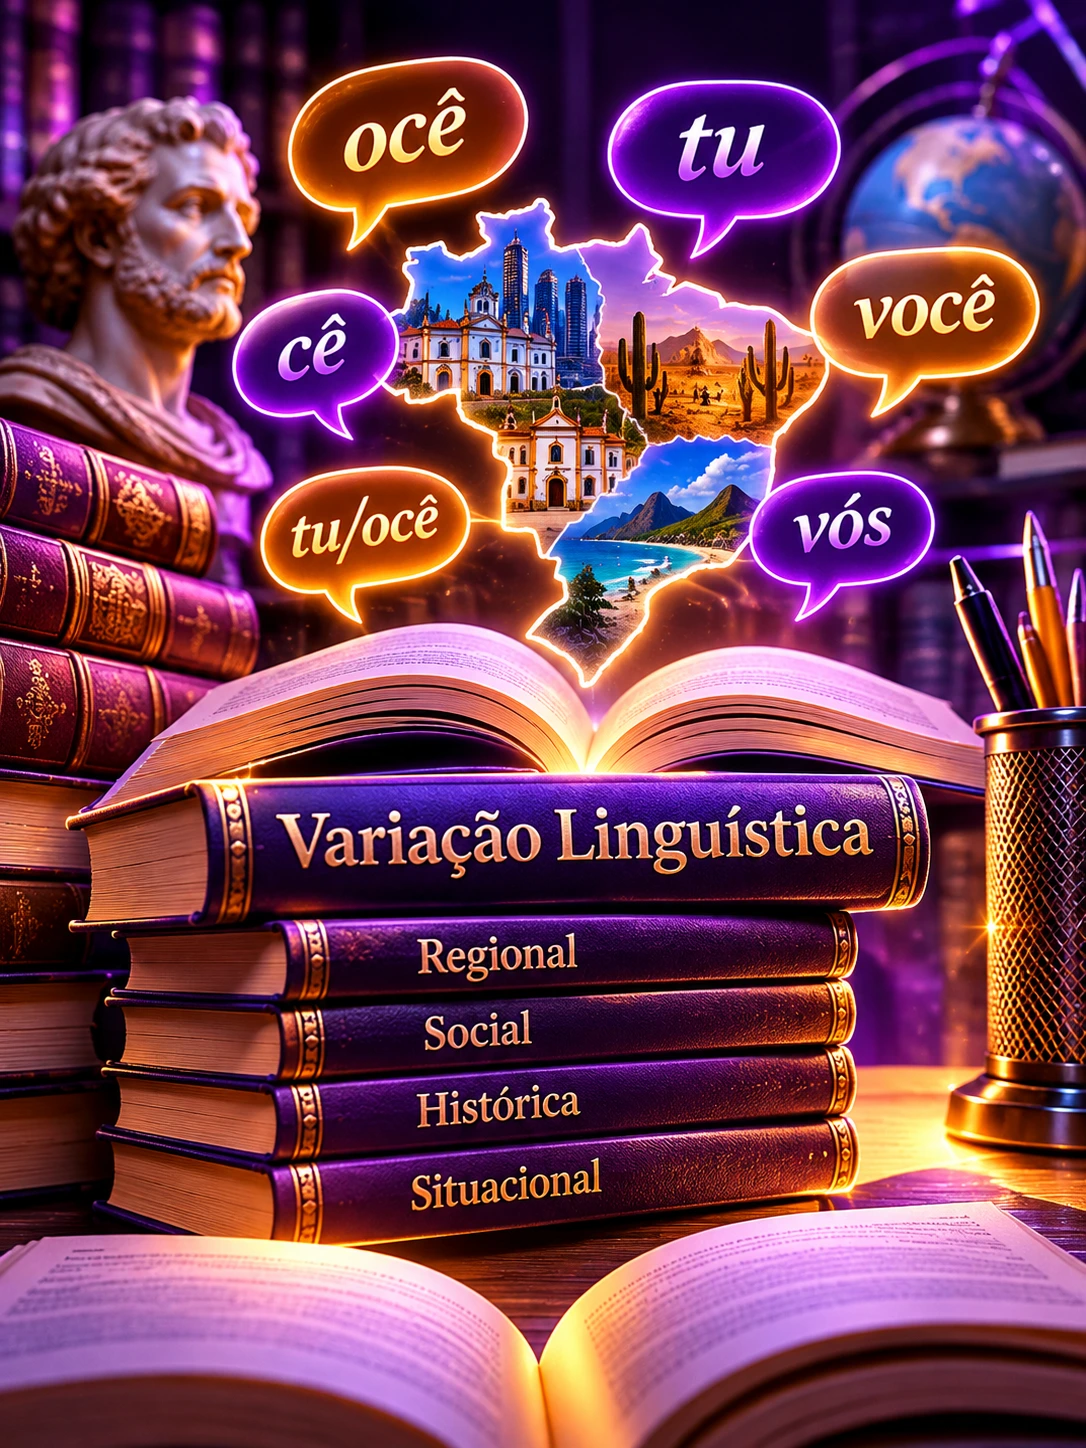 ocê
tu
cê
você
tu/ocê
vós
Variação Linguística
Regional
Social
Histórica
Situacional